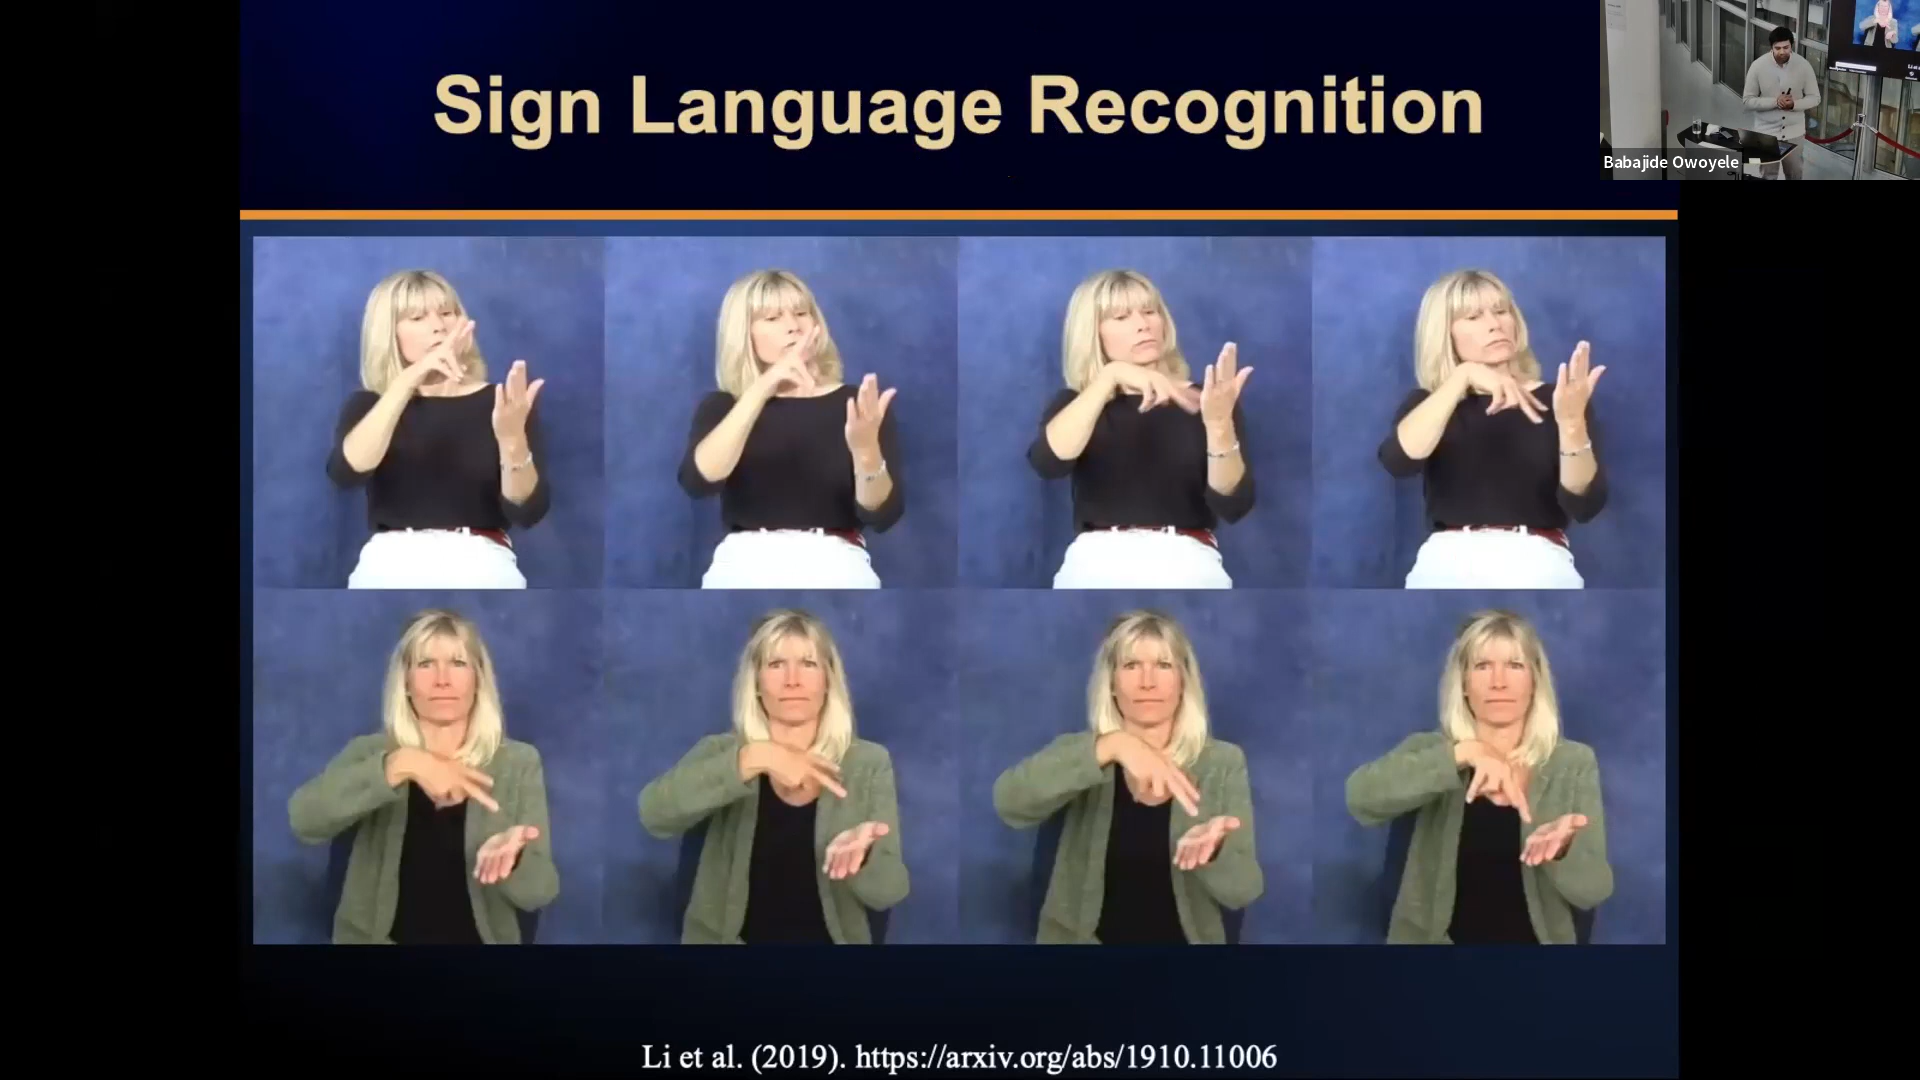 Sign Language Recognition
Babajide Owoyele
Li et al. (2019). https://arxiv.org/abs/1910.11006